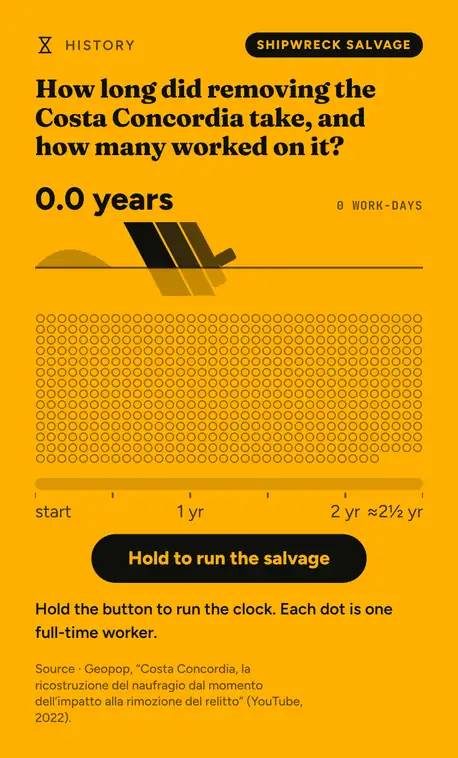 HISTORY
SHIPWRECK SALVAGE
How long did removing the
Costa Concordia take, and
how many worked on it?
0.0 years
0 WORK-DAYS
start
1 yr
2 yr
≈2½ yr
Hold to run the salvage
Hold the button to run the clock. Each dot is one
full-time worker.
Source · Geopop, “Costa Concordia, la
ricostruzione del naufragio dal momento
dell’impatto alla rimozione del relitto” (YouTube,
2022).